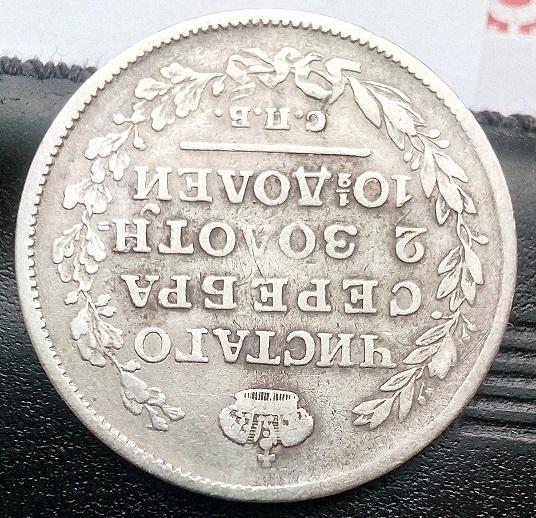 ЧИСТАГО
СЕРЕБРА
2 ЗОЛОТН.
10½ ДОЛЕЙ
С.П.Б.